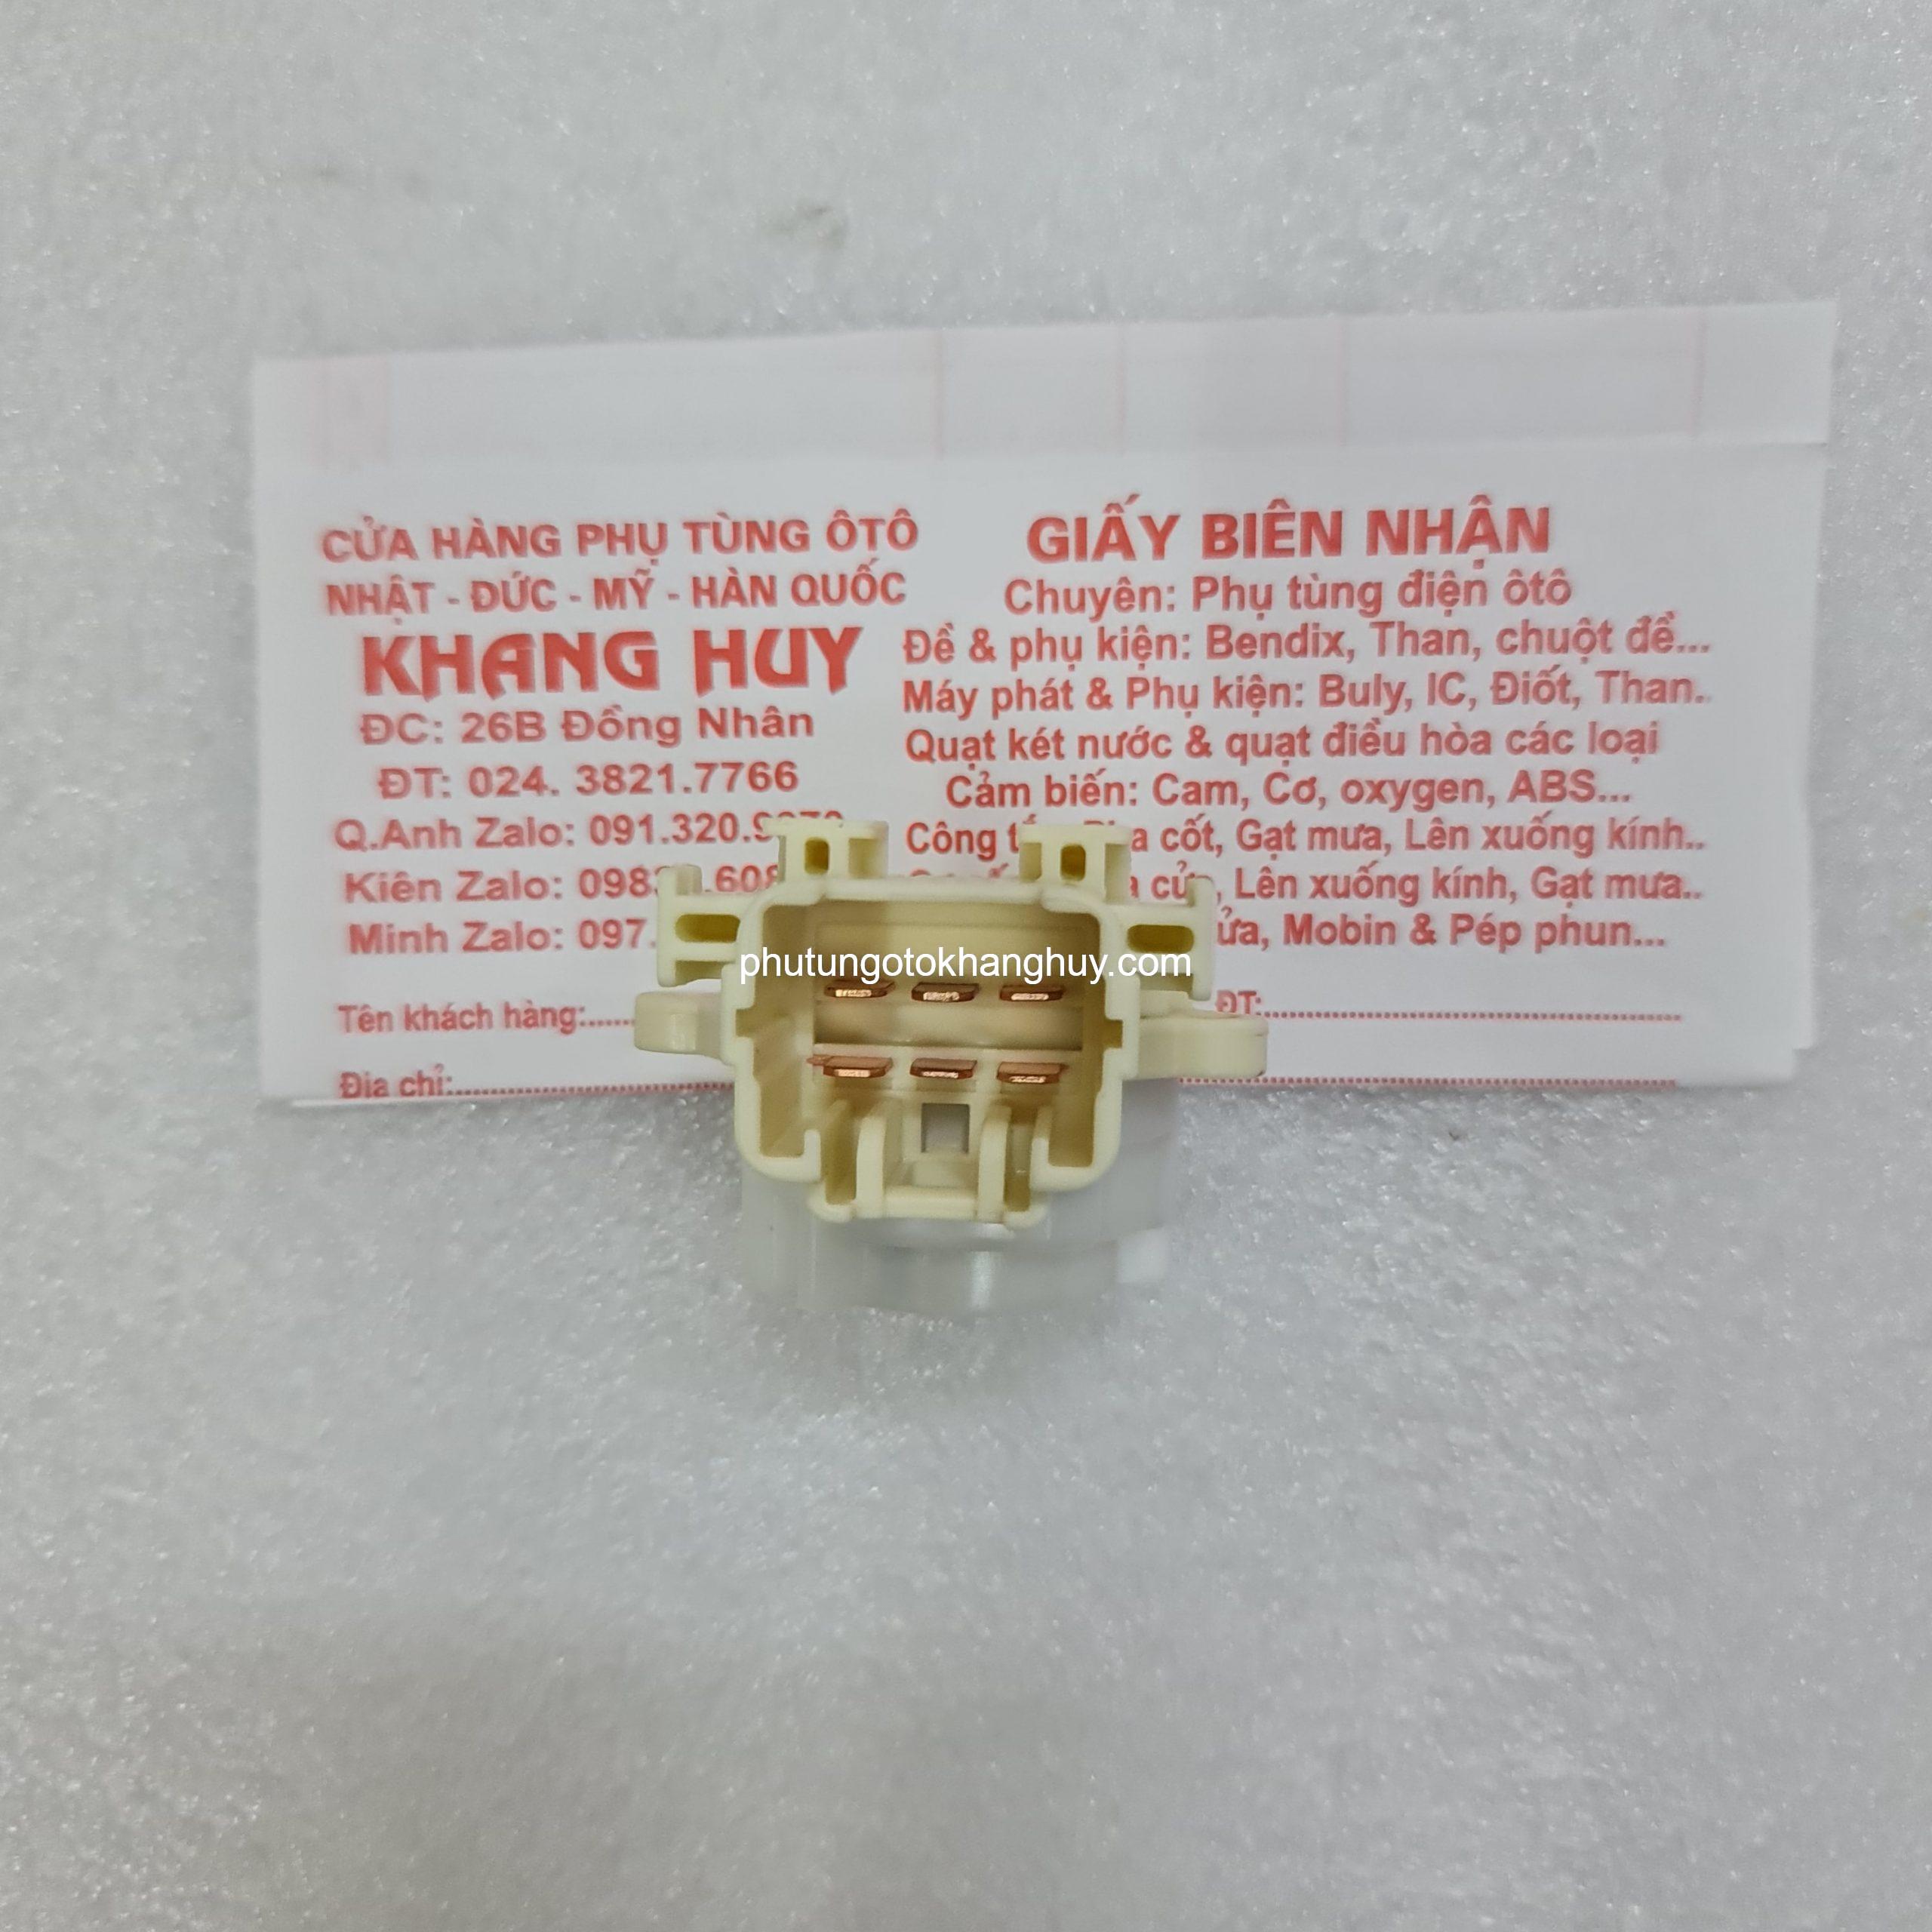 CỬA HÀNG PHỤ TÙNG ÔTÔ
NHẬT - ĐỨC - MỸ - HÀN QUỐC
KHANG HUY
ĐC: 26B Đồng Nhân
ĐT: 024. 3821.7766
Q.Anh Zalo: 091.320.
Kiên Zalo: 098
Minh Zalo: 097.
Tên khách hàng:
Địa chỉ:
GIẤY BIÊN NHẬN
Chuyên: Phụ tùng điện ôtô
Đề & phụ kiện: Bendix, Than, chuột đề...
Máy phát & Phụ kiện: Buly, IC, Điốt, Than..
Quạt két nước & quạt điều hòa các loại
Cảm biến: Cam, Cơ, oxygen, ABS...
Công cốt, Gạt mưa, Lên xuống kính..
Lên xuống kính, Gạt mưa..
Mobin & Pép phun...
ĐT:
phutungotokhanghuy.com